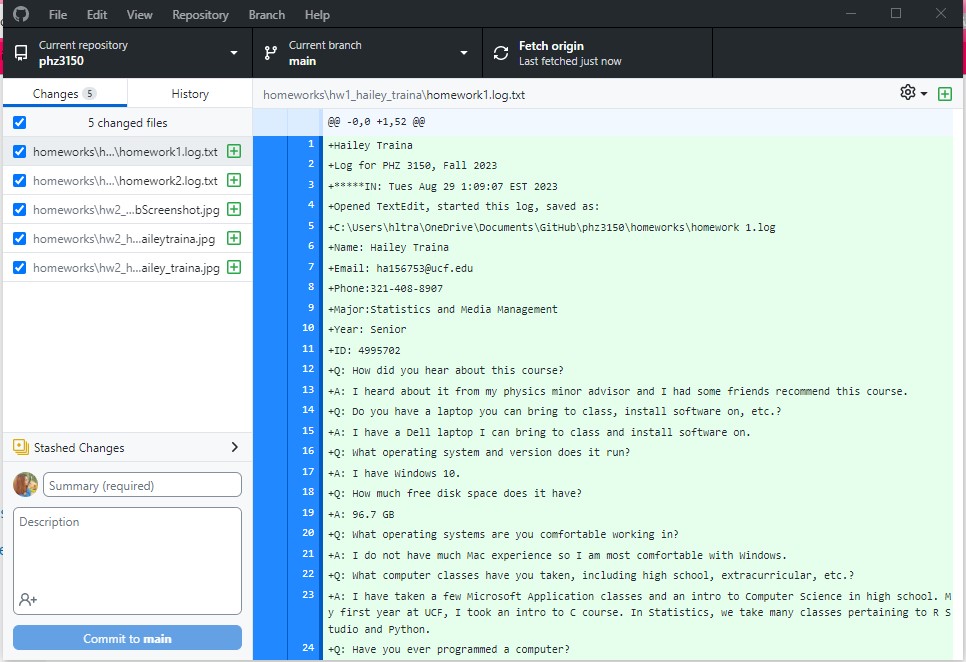 File Edit View Repository Branch Help
Current repository
phz3150
Current branch
main
Fetch origin
Last fetched just now
Changes 5
History
homeworks\hw1_hailey_traina\homework1.log.txt
5 changed files
homeworks\h...\homework1.log.txt
homeworks\h...\homework2.log.txt
homeworks\hw2_...bScreenshot.jpg
homeworks\hw2_h...aileytraina.jpg
homeworks\hw2_h...ailey_traina.jpg
Stashed Changes
Summary (required)
Description
Commit to main
@@ -0,0 +1,52 @@
1 +Hailey Traina
2 +Log for PHZ 3150, Fall 2023
3 +*****IN: Tues Aug 29 1:09:07 EST 2023
4 +Opened TextEdit, started this log, saved as:
5 +C:\Users\hltra\OneDrive\Documents\GitHub\phz3150\homeworks\homework 1.log
6 +Name: Hailey Traina
7 +Email: ha156753@ucf.edu
8 +Phone:321-408-8907
9 +Major:Statistics and Media Management
10 +Year: Senior
11 +ID: 4995702
12 +Q: How did you hear about this course?
13 +A: I heard about it from my physics minor advisor and I had some friends recommend this course.
14 +Q: Do you have a laptop you can bring to class, install software on, etc.?
15 +A: I have a Dell laptop I can bring to class and install software on.
16 +Q: What operating system and version does it run?
17 +A: I have Windows 10.
18 +Q: How much free disk space does it have?
19 +A: 96.7 GB
20 +Q: What operating systems are you comfortable working in?
21 +A: I do not have much Mac experience so I am most comfortable with Windows.
22 +Q: What computer classes have you taken, including high school, extracurricular, etc.?
23 +A: I have taken a few Microsoft Application classes and an intro to Computer Science in high school. M
y first year at UCF, I took an intro to C course. In Statistics, we take many classes pertaining to R S
tudio and Python.
24 +Q: Have you ever programmed a computer?